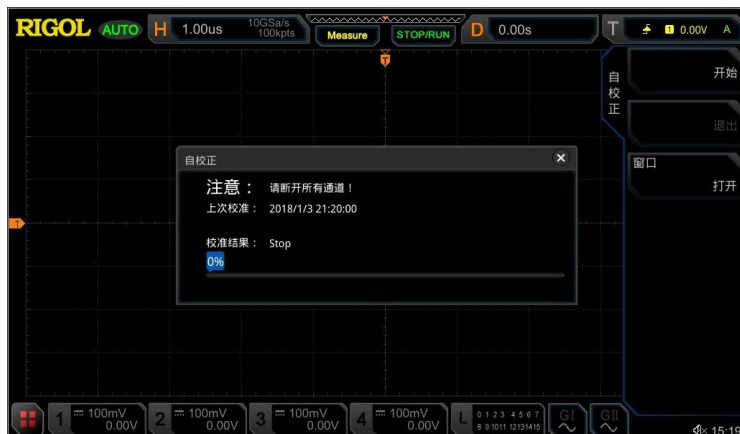 RIGOL AUTO H 1.00us 10GSa/s 100kpts Measure STOP/RUN D 0.00s T 1 0.00V A
T
自校正
开始
退出
窗口
打开
自校正
注意： 请断开所有通道！
上次校准： 2018/1/3 21:20:00
校准结果： Stop
0%
T
1 100mV 0.00V 2 100mV 0.00V 3 100mV 0.00V 4 100mV 0.00V L 0 1 2 3 4 5 6 7 8 9 10 11 12 13 14 15 GI GII
15:19